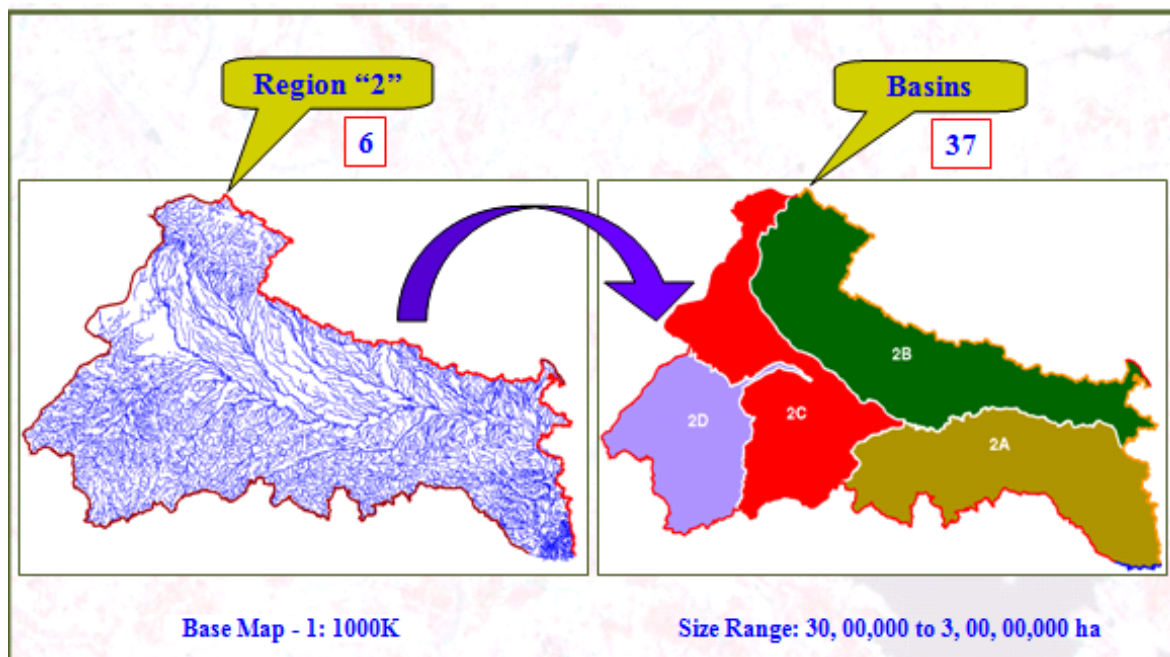 Region “2”
6
Basins
37
2B
2D
2C
2A
Base Map - 1: 1000K
Size Range: 30, 00,000 to 3, 00, 00,000 ha